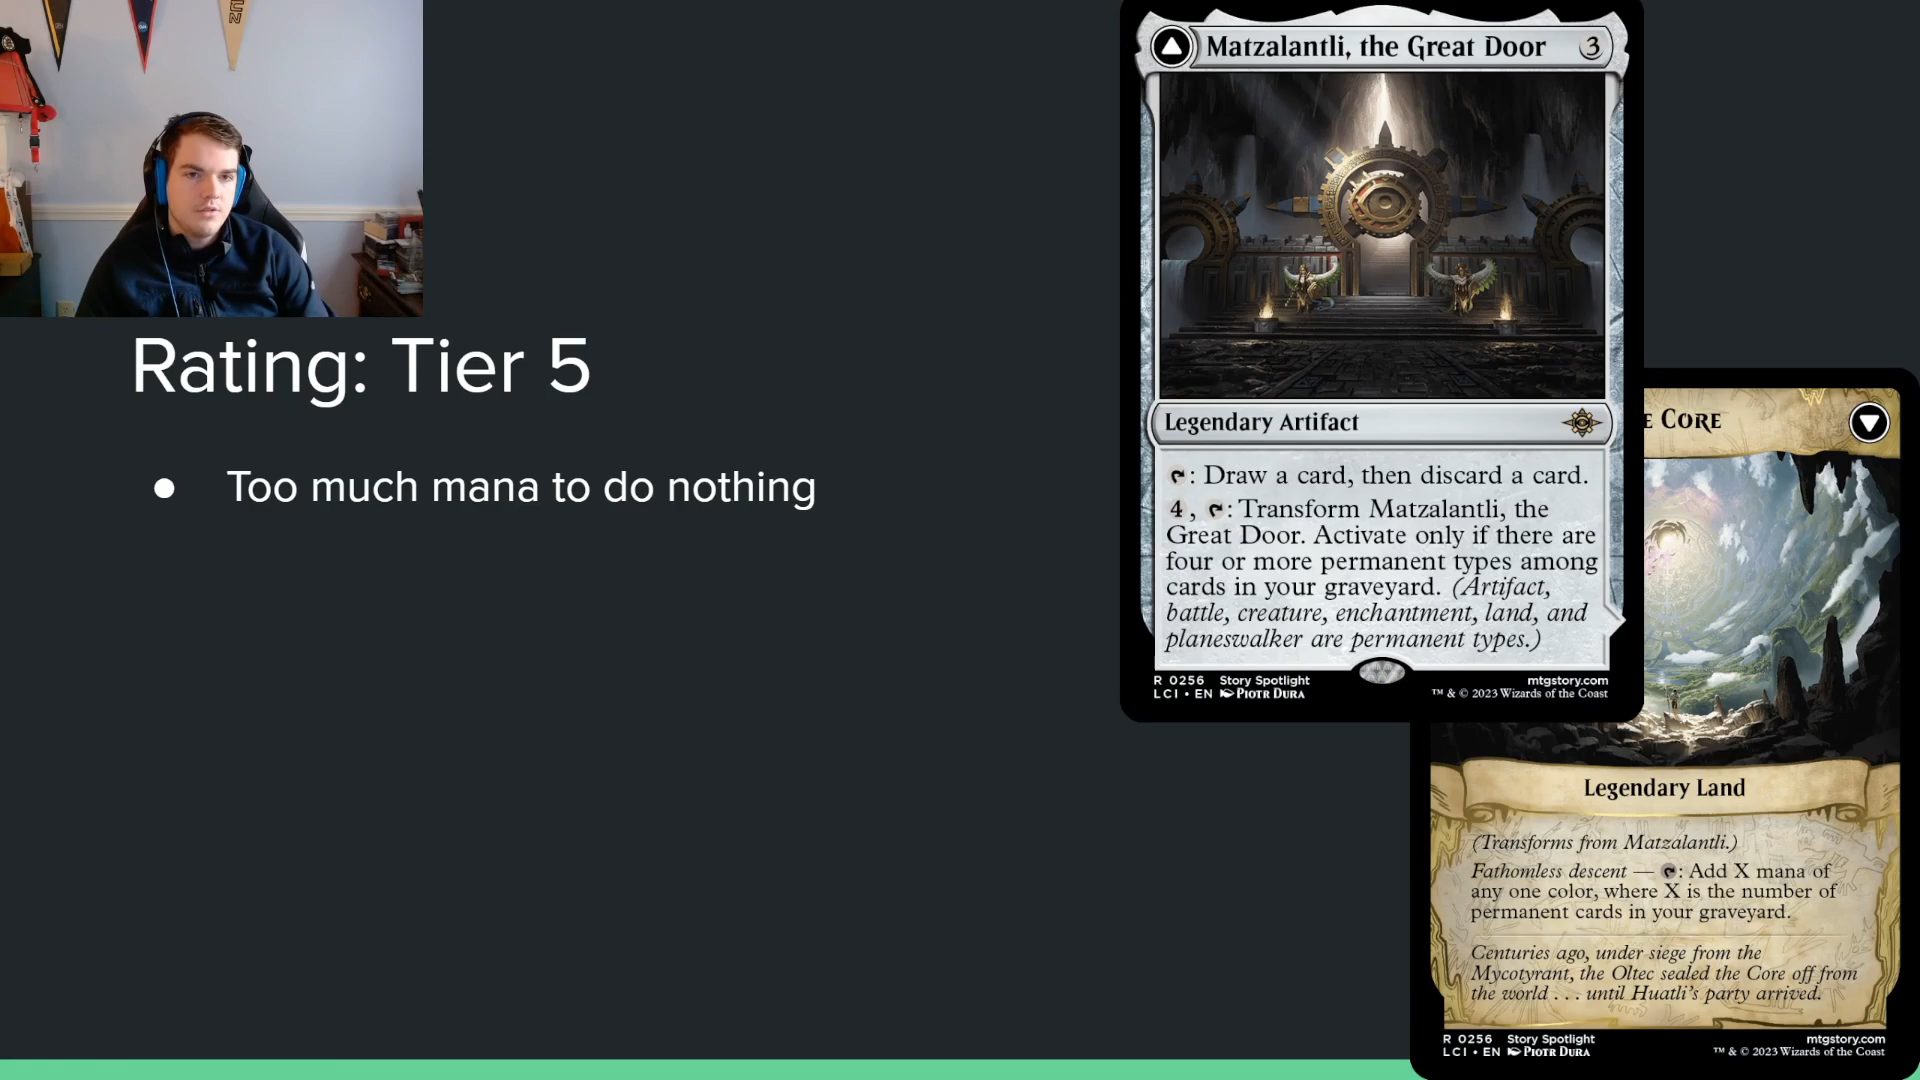 Rating: Tier 5
● Too much mana to do nothing
Matzalantli, the Great Door 3
Legendary Artifact
: Draw a card, then discard a card.
4, : Transform Matzalantli, the
Great Door. Activate only if there are
four or more permanent types among
cards in your graveyard. (Artifact,
battle, creature, enchantment, land, and
planeswalker are permanent types.)
R 0256 Story Spotlight mtgstory.com
LCI • EN Piotr Dura ™ & © 2023 Wizards of the Coast
E CORE
Legendary Land
(Transforms from Matzalantli.)
Fathomless descent — : Add X mana of
any one color, where X is the number of
permanent cards in your graveyard.
Centuries ago, under siege from the
Mycotyrant, the Oltec sealed the Core off from
the world . . . until Huatli's party arrived.
R 0256 Story Spotlight mtgstory.com
LCI • EN Piotr Dura ™ & © 2023 Wizards of the Coast